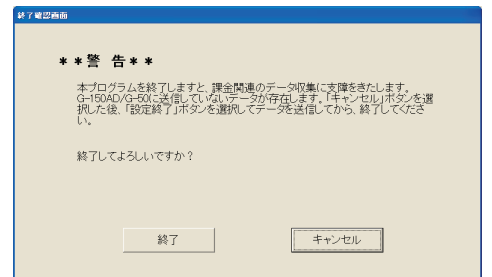 終了確認画面
＊＊警 告＊＊
本プログラムを終了しますと、課金関連のデータ収集に支障をきたします。
G-150AD/G-50に送信していないデータが存在します。「キャンセル」ボタンを選
択した後、「設定終了」ボタンを選択してデータを送信してから、終了してくださ
い。
終了してよろしいですか？
終了
キャンセル